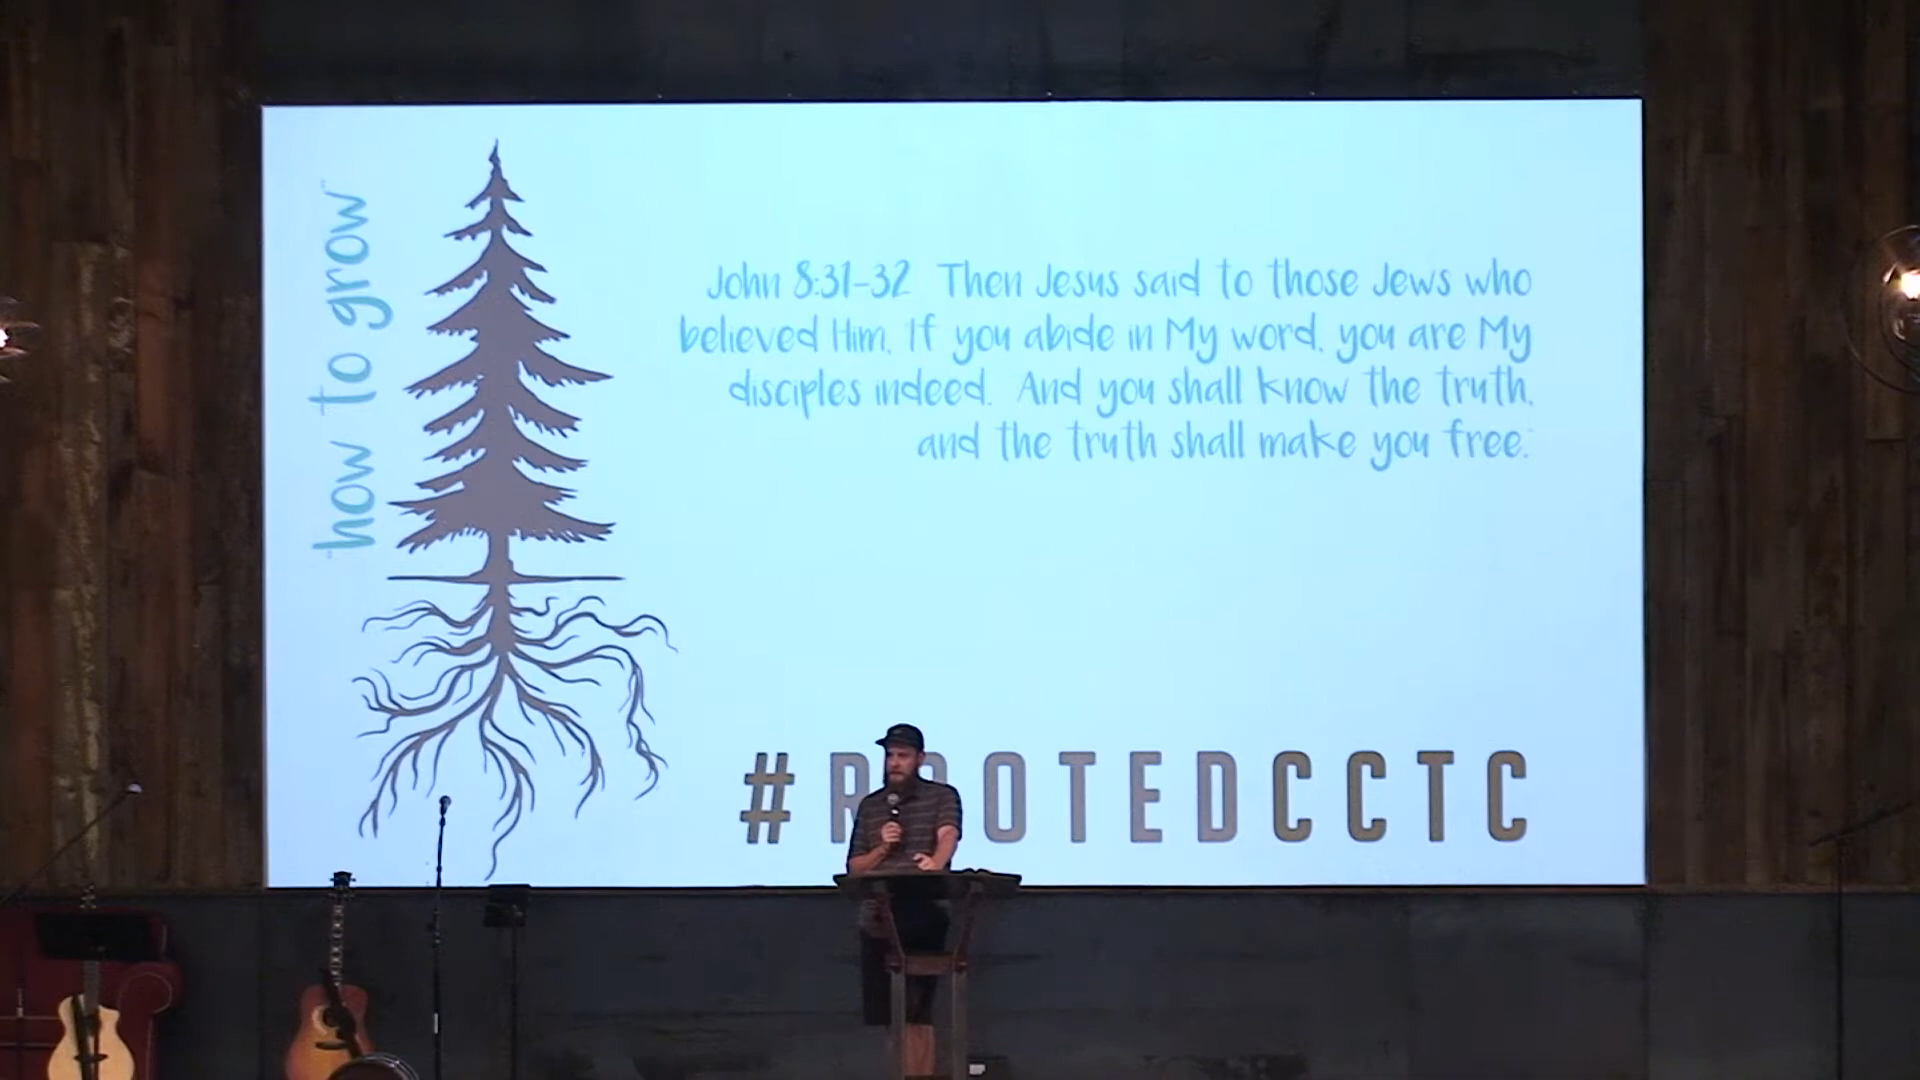 "how to grow"
John 8:31-32 Then Jesus said to those Jews who
believed Him, If you abide in My word, you are My
disciples indeed. And you shall know the truth,
and the truth shall make you free."
#ROOTEDCCTC